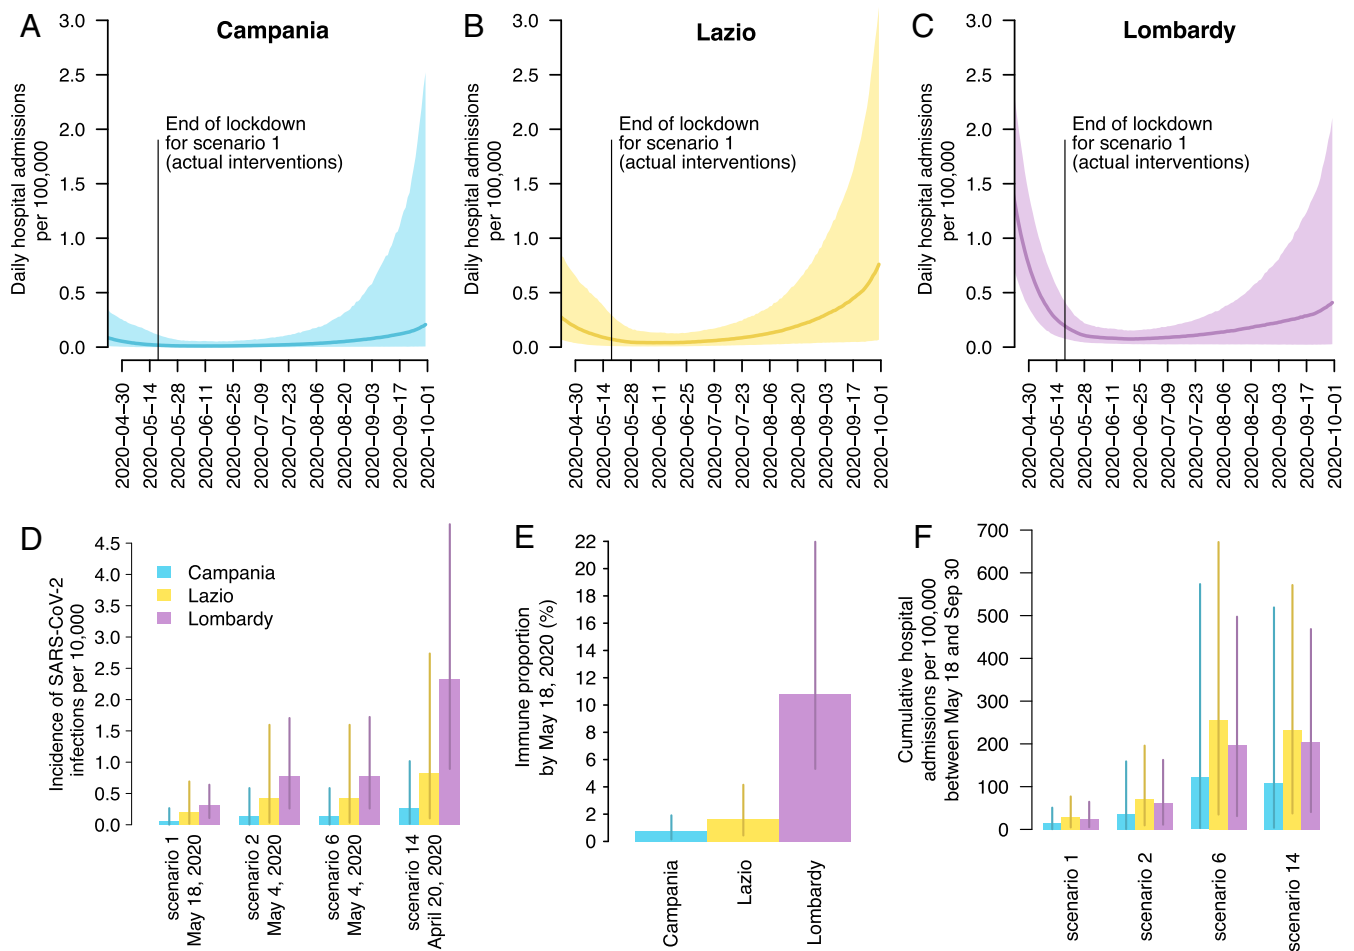 A
Campania
Daily hospital admissions
per 100,000
3.0
2.5
2.0
1.5
1.0
0.5
0.0
End of lockdown
for scenario 1
(actual interventions)
2020−04−30
2020−05−14
2020−05−28
2020−06−11
2020−06−25
2020−07−09
2020−07−23
2020−08−06
2020−08−20
2020−09−03
2020−09−17
2020−10−01
B
Lazio
Daily hospital admissions
per 100,000
3.0
2.5
2.0
1.5
1.0
0.5
0.0
End of lockdown
for scenario 1
(actual interventions)
2020−04−30
2020−05−14
2020−05−28
2020−06−11
2020−06−25
2020−07−09
2020−07−23
2020−08−06
2020−08−20
2020−09−03
2020−09−17
2020−10−01
C
Lombardy
Daily hospital admissions
per 100,000
3.0
2.5
2.0
1.5
1.0
0.5
0.0
End of lockdown
for scenario 1
(actual interventions)
2020−04−30
2020−05−14
2020−05−28
2020−06−11
2020−06−25
2020−07−09
2020−07−23
2020−08−06
2020−08−20
2020−09−03
2020−09−17
2020−10−01
D
Incidence of SARS-CoV-2
infections per 10,000
4.5
4.0
3.5
3.0
2.5
2.0
1.5
1.0
0.5
0.0
Campania
Lazio
Lombardy
scenario 1
May 18, 2020
scenario 2
May 4, 2020
scenario 6
May 4, 2020
scenario 14
April 20, 2020
E
Immune proportion
by May 18, 2020 (%)
22
20
18
16
14
12
10
8
6
4
2
0
Campania
Lazio
Lombardy
F
Cumulative hospital
admissions per 100,000
between May 18 and Sep 30
700
600
500
400
300
200
100
0
scenario 1
scenario 2
scenario 6
scenario 14